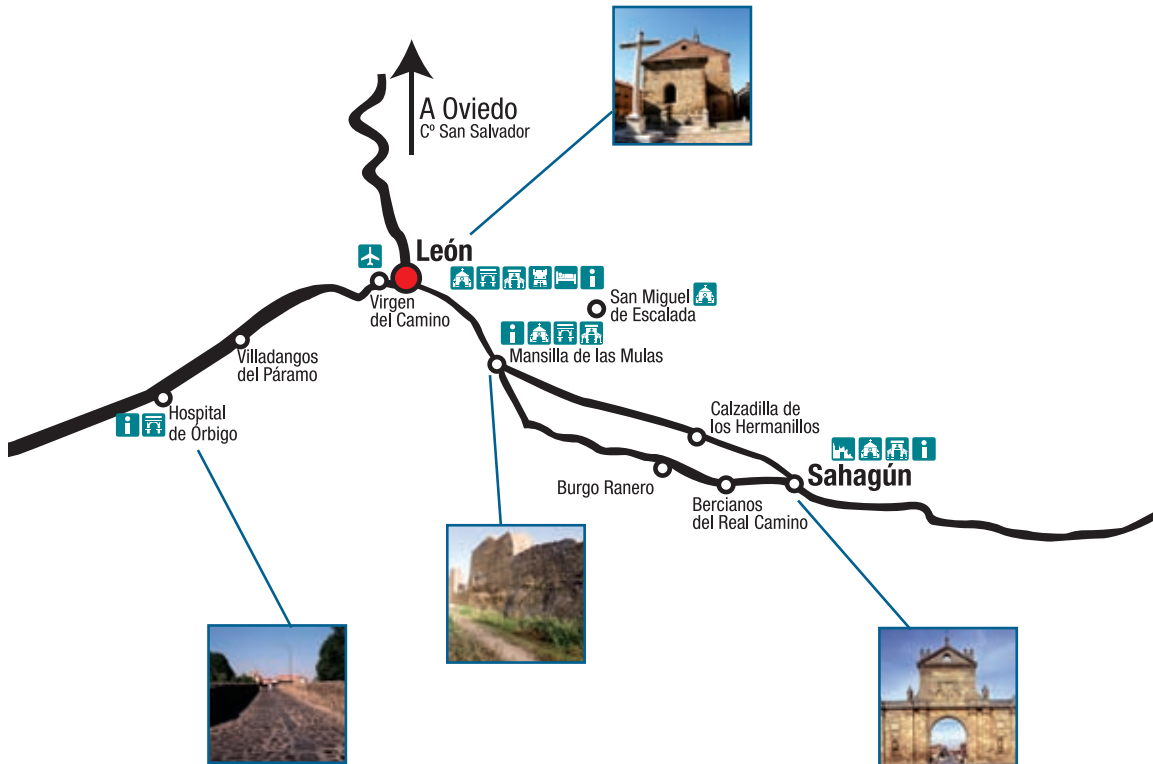 A Oviedo
Cº San Salvador
León
Virgen
del Camino
San Miguel
de Escalada
Mansilla de las Mulas
Villadangos
del Páramo
Hospital
de Órbigo
Calzadilla de
los Hermanillos
Sahagún
Burgo Ranero
Bercianos
del Real Camino